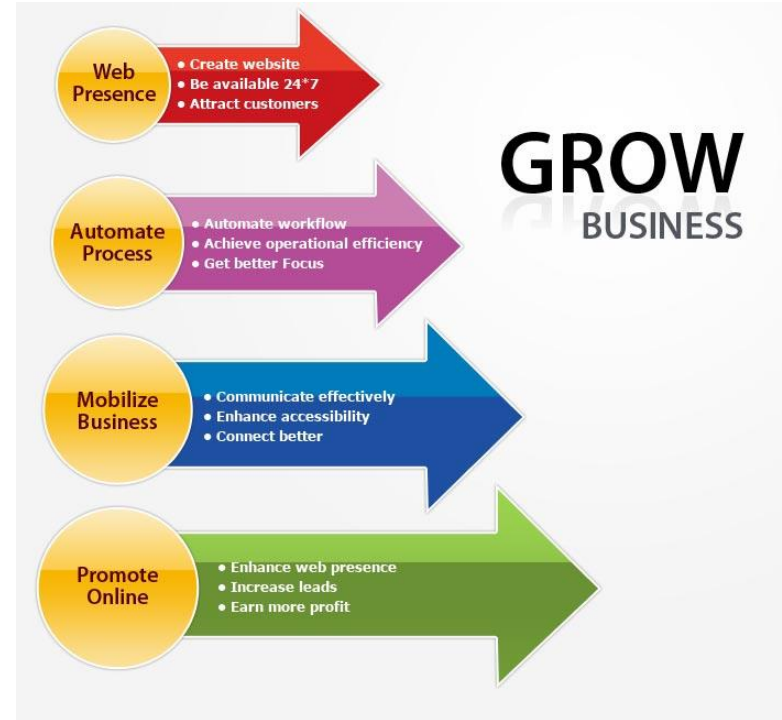 Web
Presence
• Create website
• Be available 24*7
• Attract customers
GROW
BUSINESS
Automate
Process
• Automate workflow
• Achieve operational efficiency
• Get better Focus
Mobilize
Business
• Communicate effectively
• Enhance accessibility
• Connect better
Promote
Online
• Enhance web presence
• Increase leads
• Earn more profit